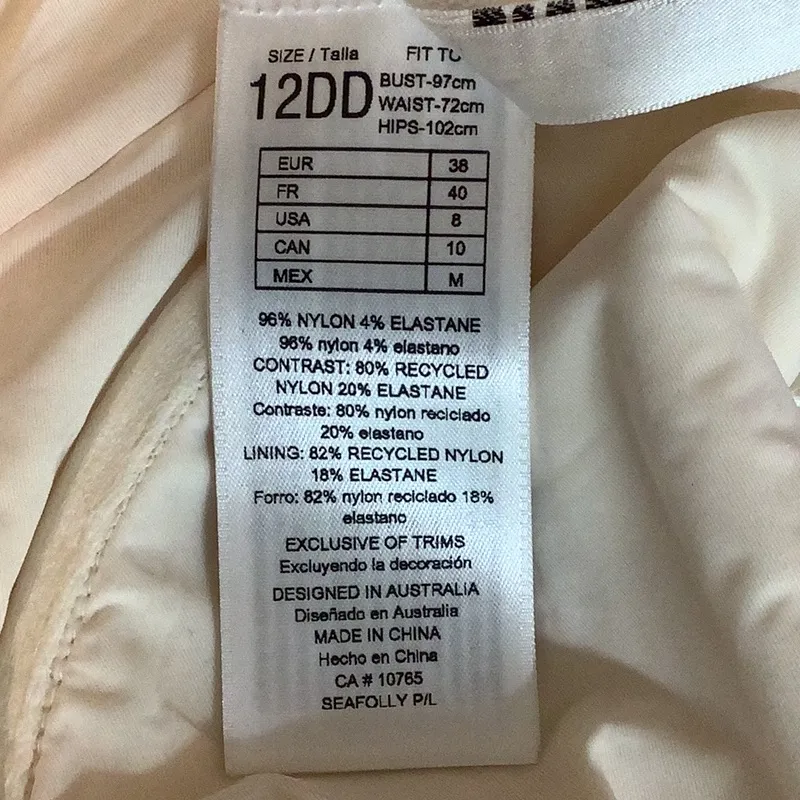 SIZE / Talla FIT TO
12DD BUST-97cm
WAIST-72cm
HIPS-102cm
EUR 38
FR 40
USA 8
CAN 10
MEX M
96% NYLON 4% ELASTANE
96% nylon 4% elastano
CONTRAST: 80% RECYCLED
NYLON 20% ELASTANE
Contraste: 80% nylon reciclado
20% elastano
LINING: 82% RECYCLED NYLON
18% ELASTANE
Forro: 82% nylon reciclado 18%
elastano
EXCLUSIVE OF TRIMS
Excluyendo la decoración
DESIGNED IN AUSTRALIA
Diseñado en Australia
MADE IN CHINA
Hecho en China
CA # 10765
SEAFOLLY P/L